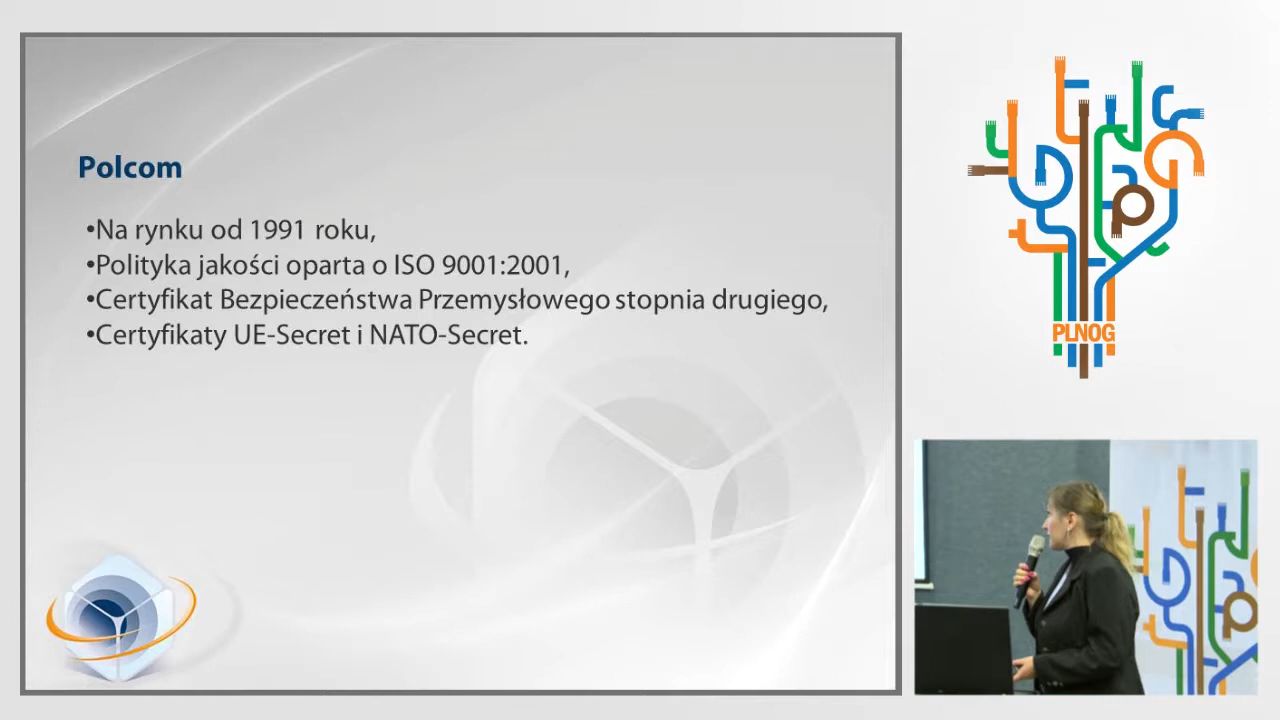 Polcom
•Na rynku od 1991 roku,
•Polityka jakości oparta o ISO 9001:2001,
•Certyfikat Bezpieczeństwa Przemysłowego stopnia drugiego,
•Certyfikaty UE-Secret i NATO-Secret.
PLNOG